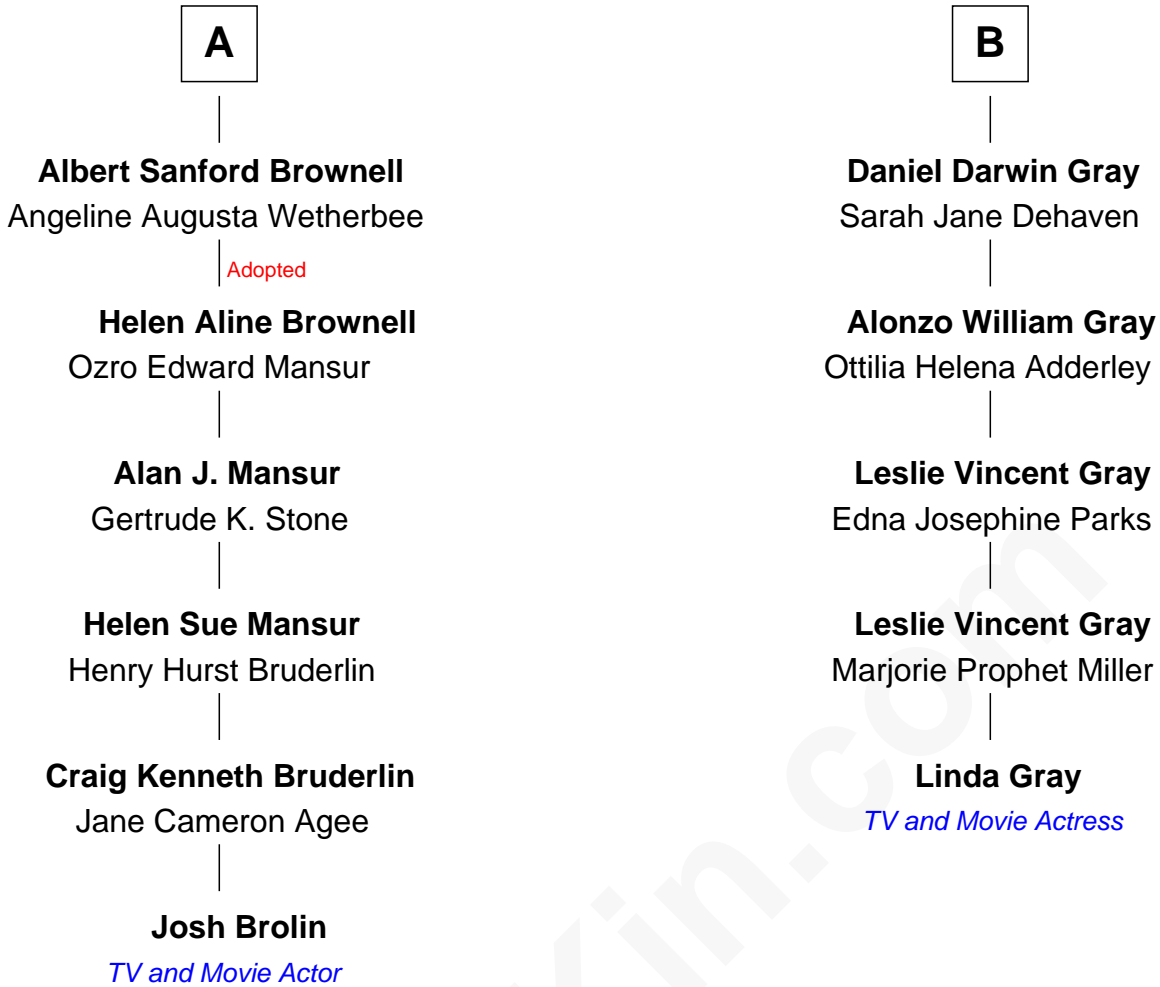 A
Albert Sanford Brownell
Angeline Augusta Wetherbee
Adopted
Helen Aline Brownell
Ozro Edward Mansur
Alan J. Mansur
Gertrude K. Stone
Helen Sue Mansur
Henry Hurst Bruderlin
Craig Kenneth Bruderlin
Jane Cameron Agee
Josh Brolin
TV and Movie Actor
B
Daniel Darwin Gray
Sarah Jane Dehaven
Alonzo William Gray
Ottilia Helena Adderley
Leslie Vincent Gray
Edna Josephine Parks
Leslie Vincent Gray
Marjorie Prophet Miller
Linda Gray
TV and Movie Actress
Kin.com